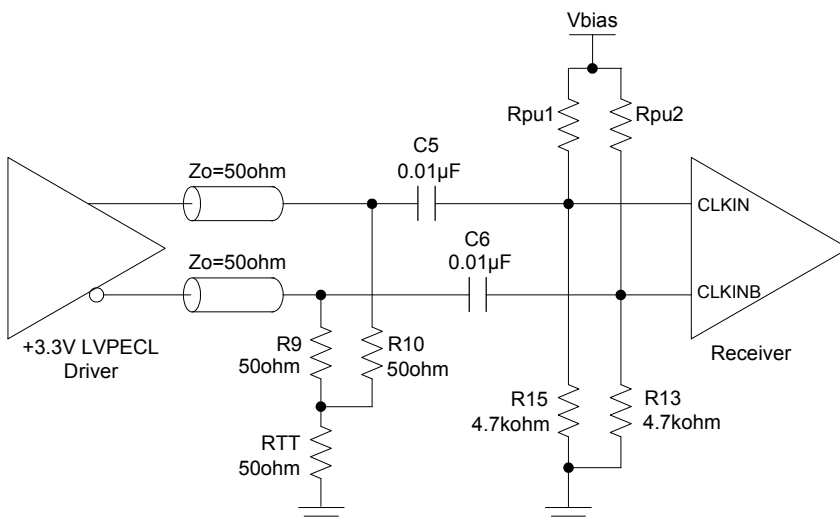 Vbias
Rpu1
Rpu2
C5
0.01µF
Zo=50ohm
CLKIN
C6
0.01µF
Zo=50ohm
CLKINB
+3.3V LVPECL
Driver
R9
50ohm
R10
50ohm
Receiver
R15
4.7kohm
R13
4.7kohm
RTT
50ohm